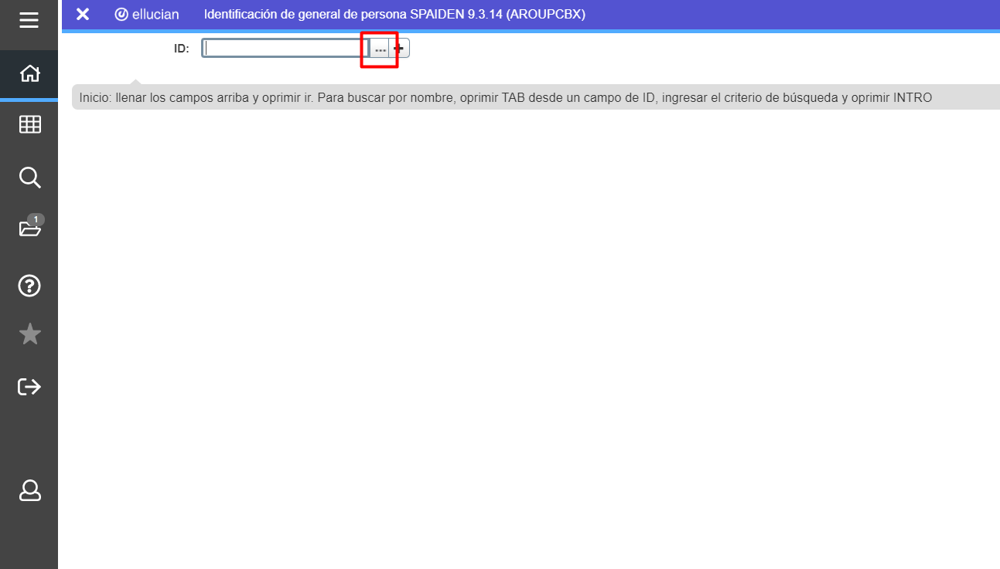 ellucian Identificación de general de persona SPAIDEN 9.3.14 (AROUPCBX)
ID: ...
Inicio: llenar los campos arriba y oprimir ir. Para buscar por nombre, oprimir TAB desde un campo de ID, ingresar el criterio de búsqueda y oprimir INTRO
1